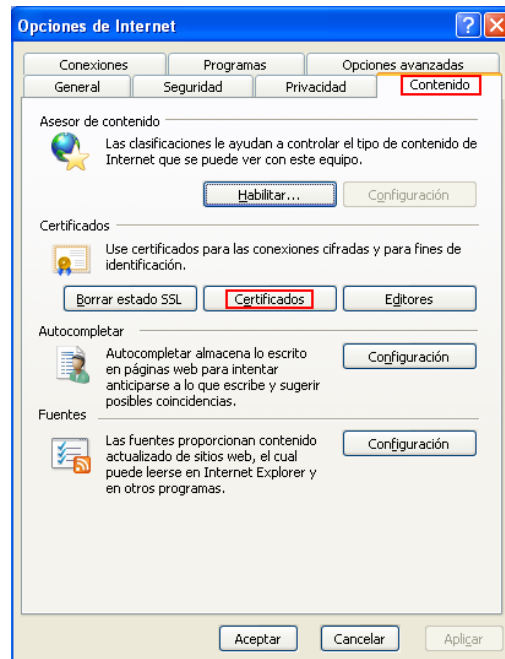 Opciones de Internet
Conexiones Programas Opciones avanzadas
General Seguridad Privacidad Contenido
Asesor de contenido
Las clasificaciones le ayudan a controlar el tipo de contenido de
Internet que se puede ver con este equipo.
Habilitar... Configuración
Certificados
Use certificados para las conexiones cifradas y para fines de
identificación.
Borrar estado SSL Certificados Editores
Autocompletar
Autocompletar almacena lo escrito
en páginas web para intentar
anticiparse a lo que escribe y sugerir
posibles coincidencias.
Configuración
Fuentes
Las fuentes proporcionan contenido
actualizado de sitios web, el cual
puede leerse en Internet Explorer y
en otros programas.
Configuración
Aceptar Cancelar Aplicar